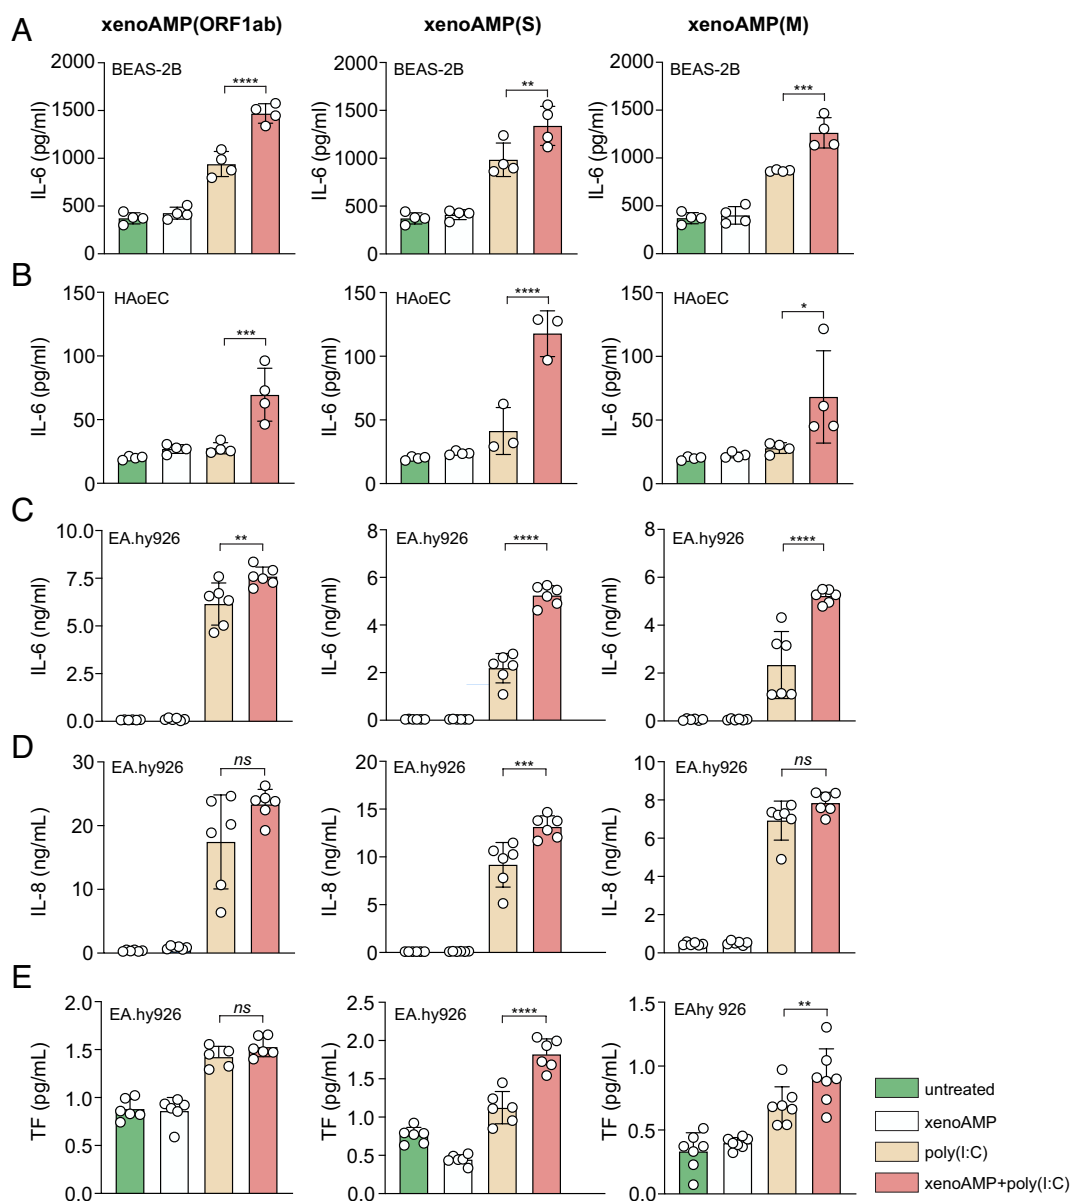 A xenoAMP(ORF1ab) xenoAMP(S) xenoAMP(M)
2000 BEAS-2B **** 2000 BEAS-2B ** 2000 BEAS-2B ***
1500 1500 1500
IL-6 (pg/ml) IL-6 (pg/ml) IL-6 (pg/ml)
1000 1000 1000
500 500 500
0 0 0
B
150 HAoEC *** 150 HAoEC **** 150 HAoEC *
100 100 100
IL-6 (pg/ml) IL-6 (pg/ml) IL-6 (pg/ml)
50 50 50
0 0 0
C
10.0 EA.hy926 ** 8 EA.hy926 **** 8 EA.hy926 ****
7.5 6 6
IL-6 (ng/ml) IL-6 (ng/ml) IL-6 (ng/ml)
5.0 4 4
2.5 2 2
0.0 0 0
D
30 EA.hy926 ns 20 EA.hy926 *** 10 EA.hy926 ns
20 15 8
IL-8 (ng/mL) IL-8 (ng/mL) IL-8 (ng/mL)
10 10 6
5 4
2
0 0 0
E
2.0 EA.hy926 ns 2.5 EA.hy926 **** 1.5 EAhy 926 **
1.5 2.0 1.0
TF (pg/mL) TF (pg/mL) TF (pg/mL)
1.0 1.5 0.5
0.5 1.0
0.5
0.0 0.0 0.0
untreated
xenoAMP
poly(I:C)
xenoAMP+poly(I:C)